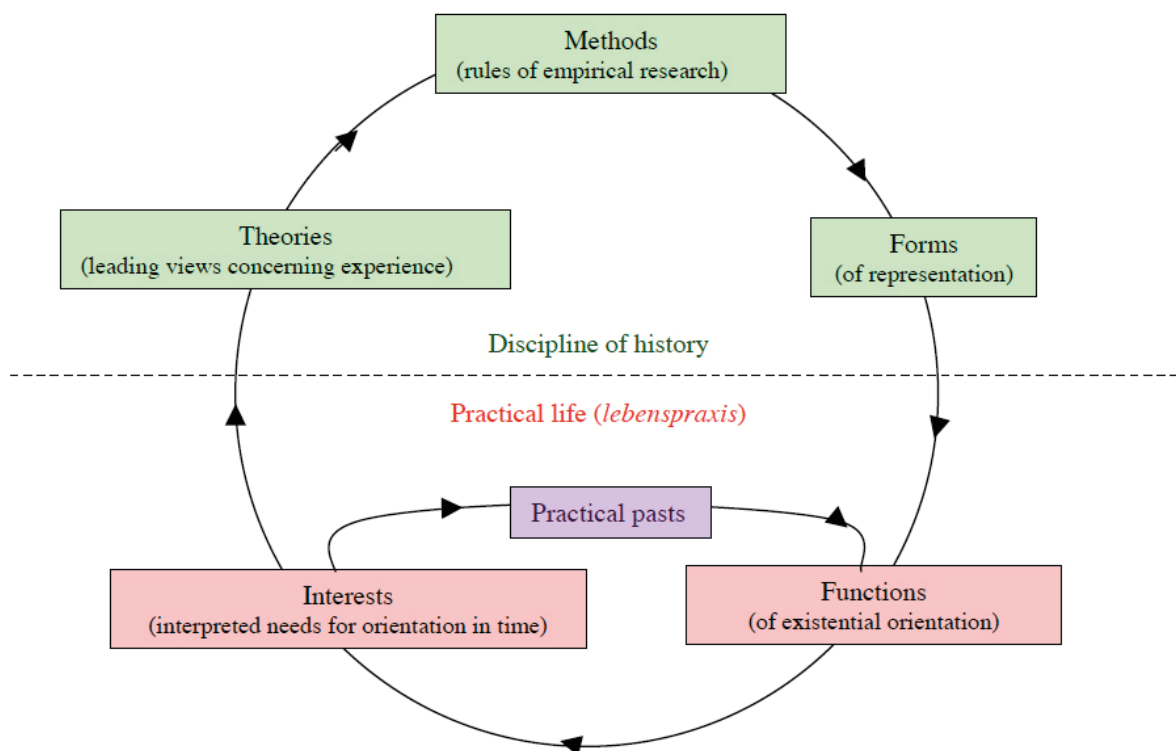 Methods
(rules of empirical research)
Theories
(leading views concerning experience)
Forms
(of representation)
Discipline of history
Practical life (lebenspraxis)
Practical pasts
Interests
(interpreted needs for orientation in time)
Functions
(of existential orientation)